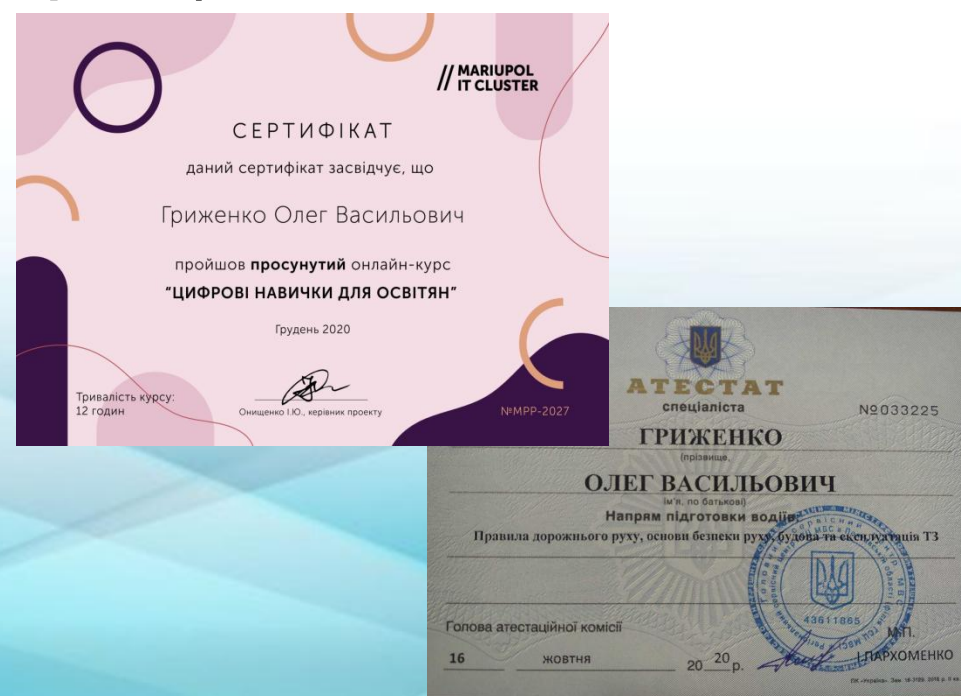 // MARIUPOL
IT CLUSTER
СЕРТИФІКАТ
даний сертифікат засвідчує, що
Гриженко Олег Васильович
пройшов просунутий онлайн-курс
"ЦИФРОВІ НАВИЧКИ ДЛЯ ОСВІТЯН"
Грудень 2020
Тривалість курсу:
12 годин
Онищенко І.Ю., керівник проекту
№МРР-2027
АТЕСТАТ
спеціаліста
№033225
ГРИЖЕНКО
(прізвище,
ОЛЕГ ВАСИЛЬОВИЧ
ім'я, по батькові)
Напрям підготовки водіїв:
Правила дорожнього руху, основи безпеки руху, будова та експлуатація ТЗ
43611865
Голова атестаційної комісії
М.П.
І ПАРХОМЕНКО
16 жовтня 20 20 р.